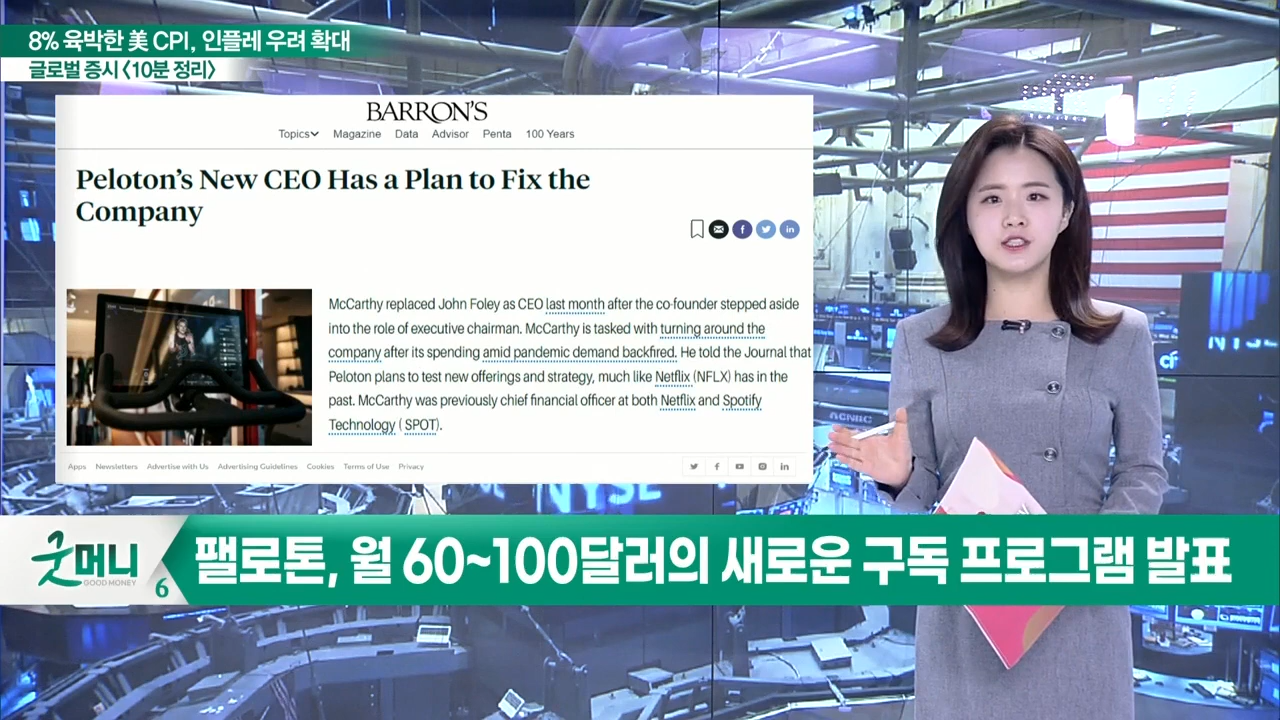 8% 육박한 美 CPI, 인플레 우려 확대
글로벌 증시 <10분 정리>
BARRON'S
Topics Magazine Data Advisor Penta 100 Years
Peloton's New CEO Has a Plan to Fix the
Company
McCarthy replaced John Foley as CEO last month after the co-founder stepped aside
into the role of executive chairman. McCarthy is tasked with turning around the
company after its spending amid pandemic demand backfired. He told the Journal that
Peloton plans to test new offerings and strategy, much like Netflix (NFLX) has in the
past. McCarthy was previously chief financial officer at both Netflix and Spotify
Technology ( SPOT).
Apps Newsletters Advertise with Us Advertising Guidelines Cookies Terms of Use Privacy
CNBC
NYSE
NYSE
굿머니
GOOD MONEY
6
팰로톤, 월 60~100달러의 새로운 구독 프로그램 발표